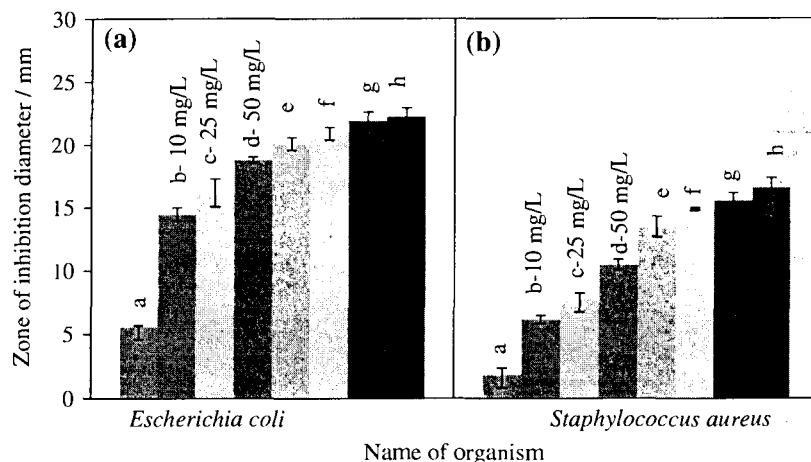 30
25
20
15
10
5
0
Zone of inhibition diameter / mm
(a)
a
b- 10 mg/L
c- 25 mg/L
d- 50 mg/L
e
f
g
h
Escherichia coli
(b)
a
b-10 mg/L
c-25 mg/L
d-50 mg/L
e
f
g
h
Staphylococcus aureus
Name of organism